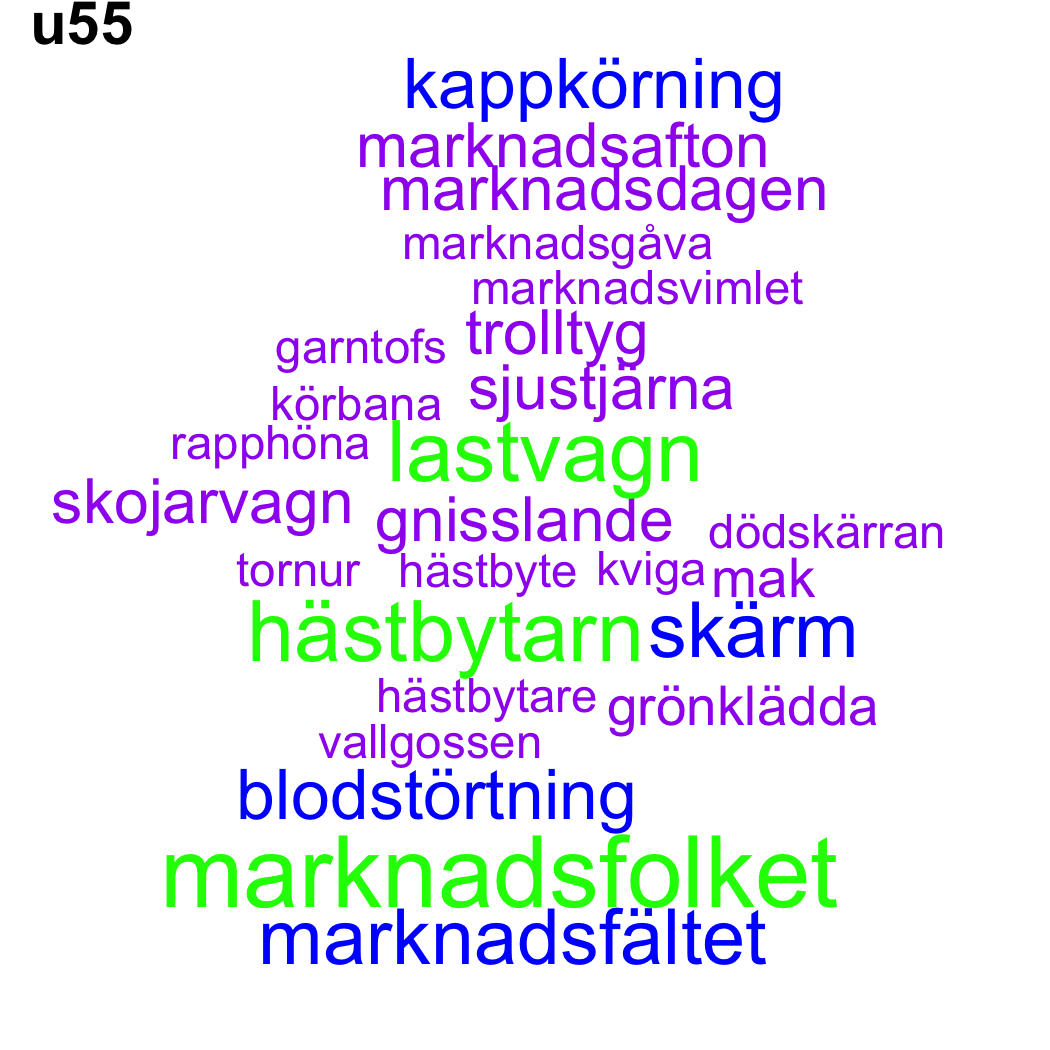 u55
kappkörning
marknadsafton
marknadsdagen
marknadsgåva
marknadsvimlet
garntofs trolltyg
körbana sjustjärna
rapphöna lastvagn
skojarvagn gnisslande dödskärran
tornur hästbyte kviga mak
hästbytarn skärm
hästbytare grönklädda
vallgossen
blodstörtning
marknadsfolket
marknadsfältet